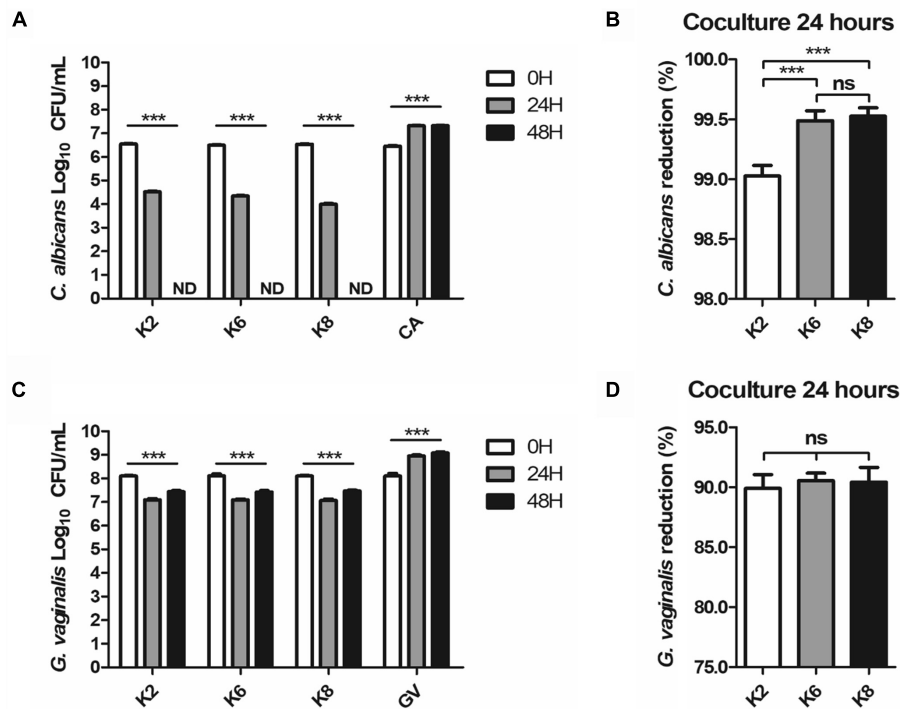 A
C. albicans Log10 CFU/mL
10
9
8
7
6
5
4
3
2
1
0
***
***
***
***
ND
ND
ND
K2
K6
K8
CA
0H
24H
48H
B
Coculture 24 hours
C. albicans reduction (%)
100.0
99.5
99.0
98.5
98.0
***
***
ns
K2
K6
K8
C
G. vaginalis Log10 CFU/mL
10
9
8
7
6
5
4
3
2
1
0
***
***
***
***
K2
K6
K8
GV
0H
24H
48H
D
Coculture 24 hours
G. vaginalis reduction (%)
95.0
90.0
85.0
80.0
75.0
ns
K2
K6
K8